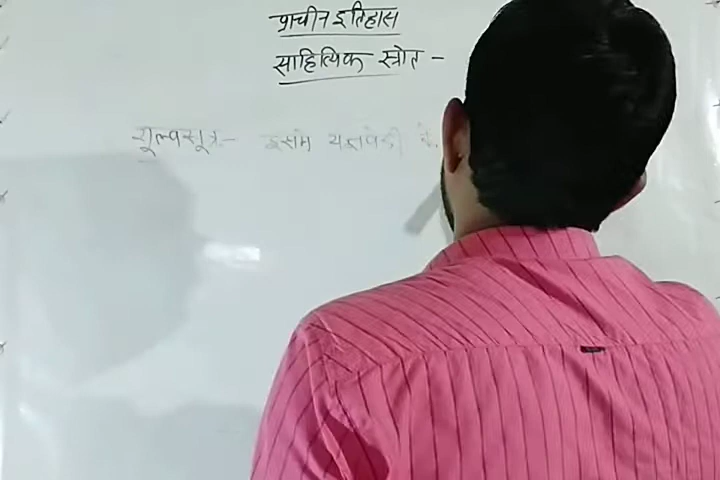 प्राचीन इतिहास
साहित्यिक स्त्रोत -
शुल्वसूत्र:- इसमे यज्ञवेदी के